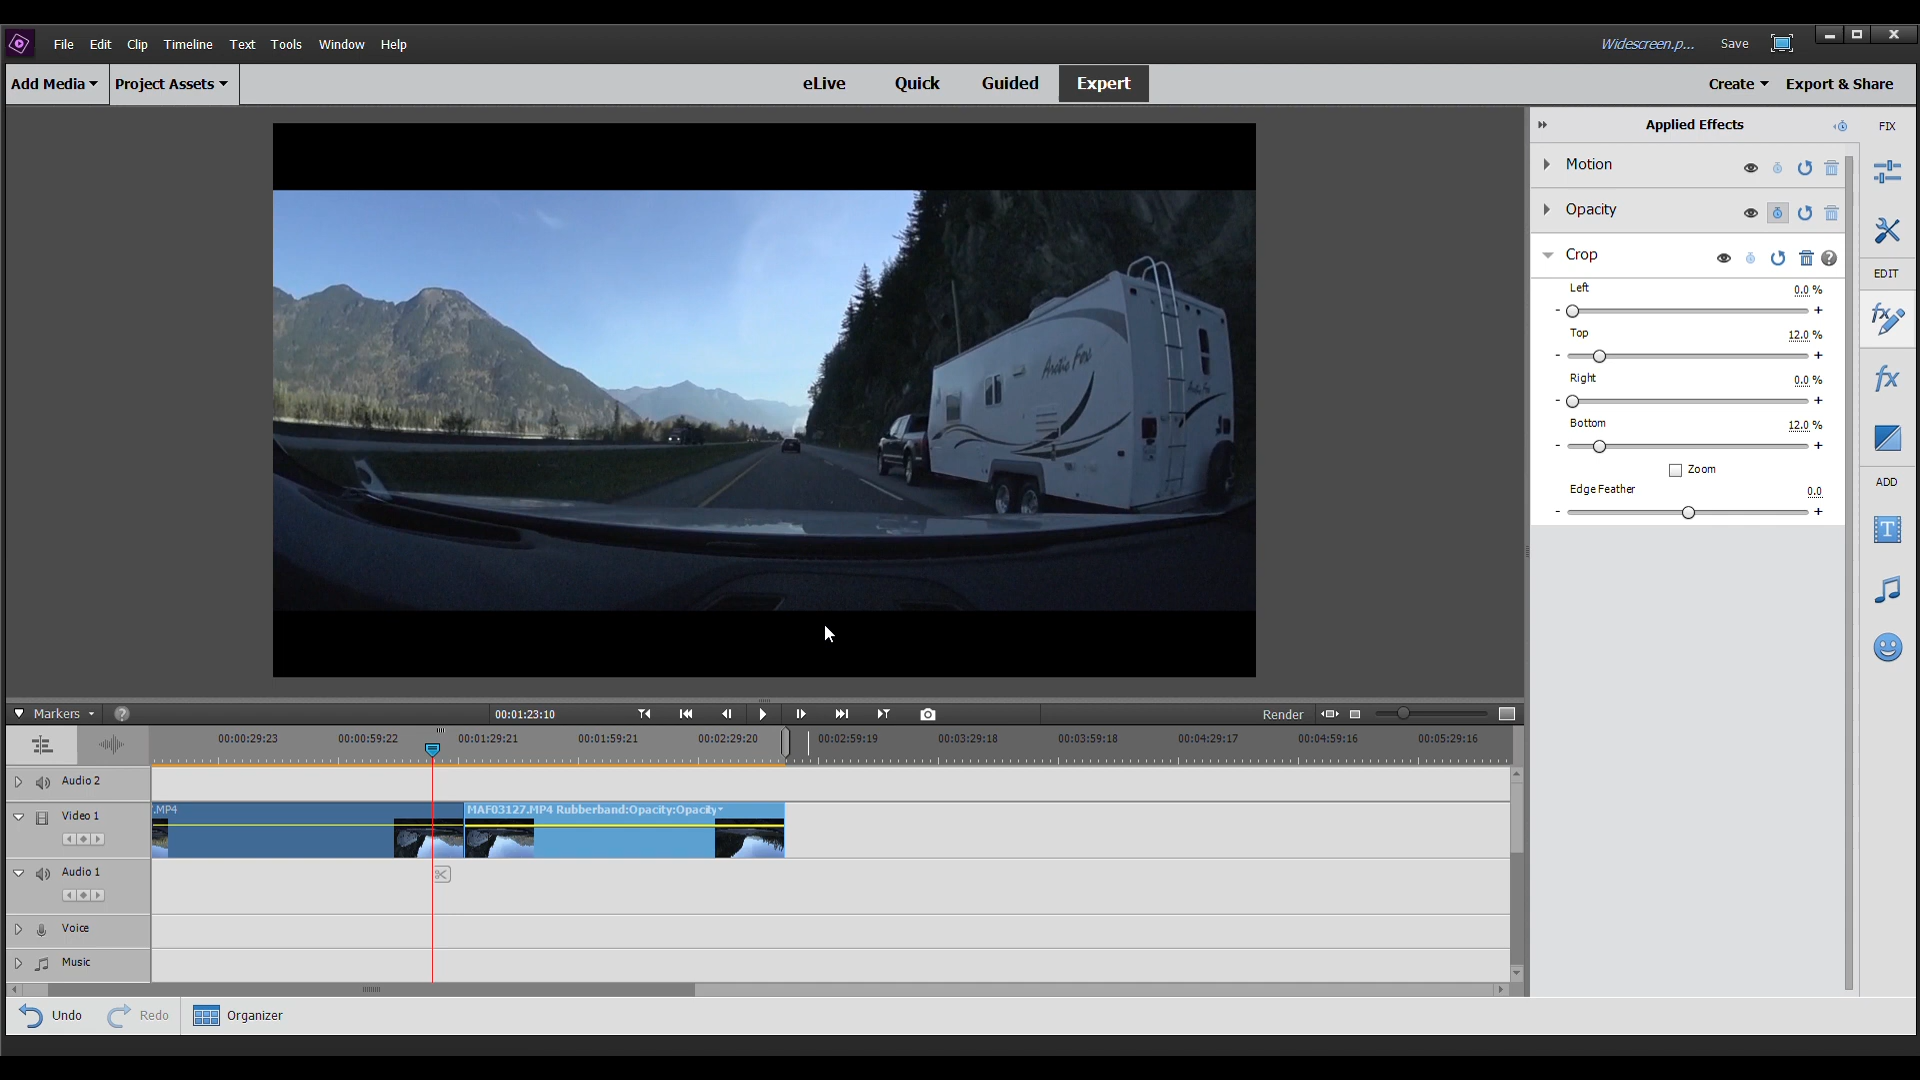 File Edit Clip Timeline Text Tools Window Help
Widescreen.p... Save
Add Media Project Assets
eLive Quick Guided Expert
Create Export & Share
Applied Effects
FIX
Motion
Opacity
Crop
EDIT
Left 0.0 %
- +
Top 12.0 %
- +
Right 0.0 %
- +
Bottom 12.0 %
- +
Zoom
ADD
Edge Feather 0.0
- +
Arctic Fox
Arctic Fox
Markers
00:01:23:10
Render
00:00:29:23 00:00:59:22 00:01:29:21 00:01:59:21 00:02:29:20 00:02:59:19 00:03:29:18 00:03:59:18 00:04:29:17 00:04:59:16 00:05:29:16
Audio 2
Video 1
.MP4
MAF03127.MP4 Rubberband:Opacity:Opacity
Audio 1
Voice
Music
Undo Redo Organizer